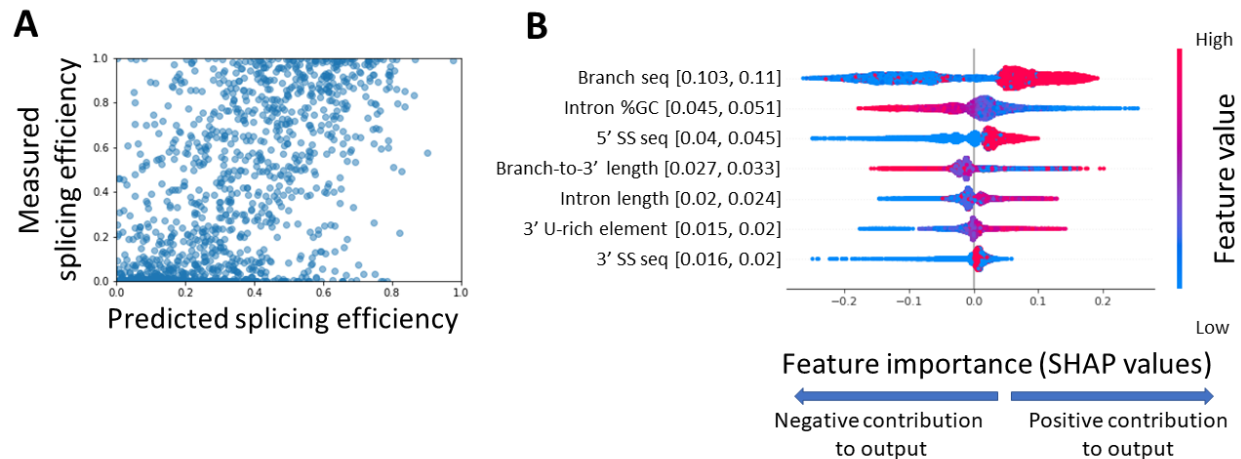 A
Measured
splicing efficiency
1.0
0.8
0.6
0.4
0.2
0.0
0.0 0.2 0.4 0.6 0.8 1.0
Predicted splicing efficiency
B
Branch seq [0.103, 0.11]
Intron %GC [0.045, 0.051]
5’ SS seq [0.04, 0.045]
Branch-to-3’ length [0.027, 0.033]
Intron length [0.02, 0.024]
3’ U-rich element [0.015, 0.02]
3’ SS seq [0.016, 0.02]
−0.2 −0.1 0.0 0.1 0.2
High
Feature value
Low
Feature importance (SHAP values)
Negative contribution
to output
Positive contribution
to output